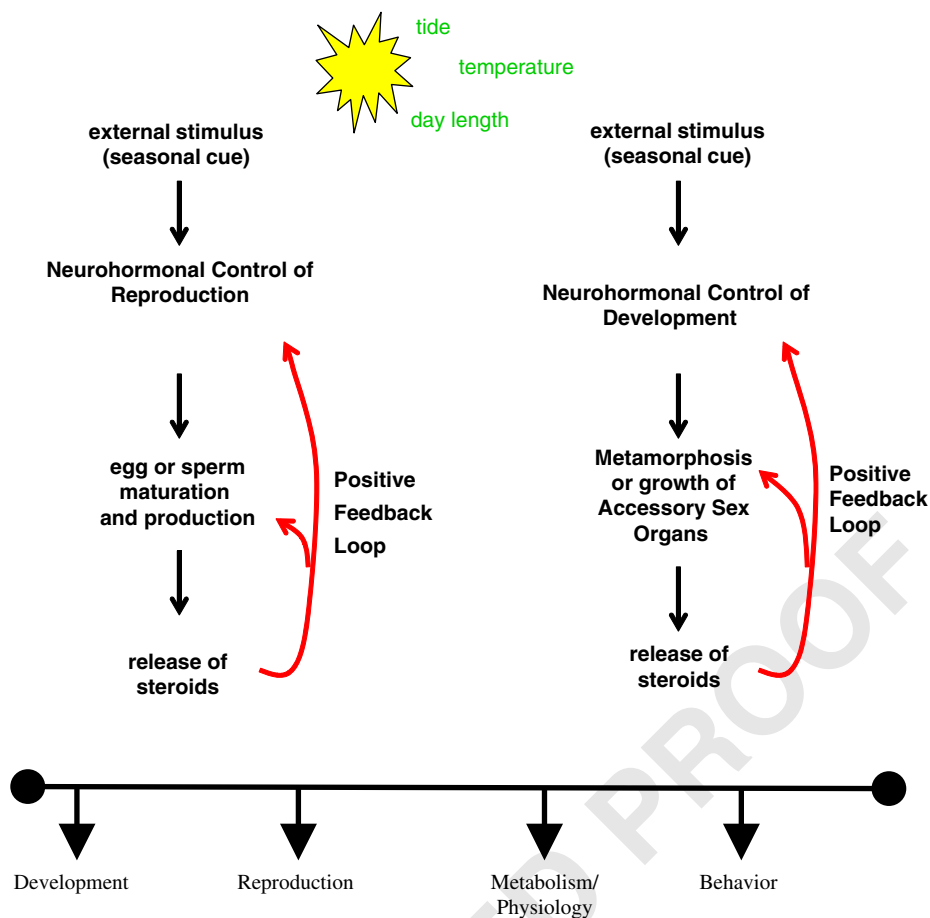 tide
temperature
day length
external stimulus
(seasonal cue)
Neurohormonal Control of
Reproduction
egg or sperm
maturation
and production
Positive
Feedback
Loop
release of
steroids
external stimulus
(seasonal cue)
Neurohormonal Control of
Development
Metamorphosis
or growth of
Accessory Sex
Organs
Positive
Feedback
Loop
release of
steroids
Development
Reproduction
Metabolism/
Physiology
Behavior
D PROOF